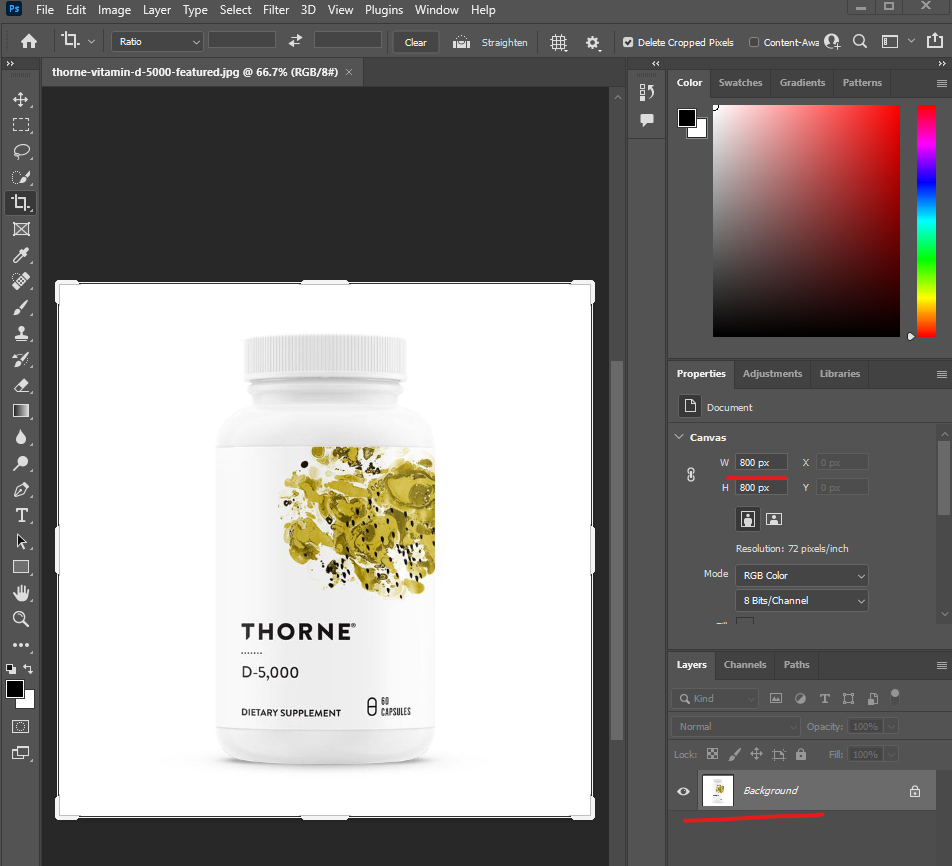 Ps File Edit Image Layer Type Select Filter 3D View Plugins Window Help
Ratio Clear Straighten Delete Cropped Pixels Content-Awa
thorne-vitamin-d-5000-featured.jpg @ 66.7% (RGB/8#) ×
Color Swatches Gradients Patterns
THORNE®
D-5,000
DIETARY SUPPLEMENT
60
CAPSULES
Properties Adjustments Libraries
Document
Canvas
W 800 px X 0 px
H 800 px Y 0 px
Resolution: 72 pixels/inch
Mode RGB Color
8 Bits/Channel
Layers Channels Paths
Kind
Normal Opacity: 100%
Lock: Fill: 100%
Background